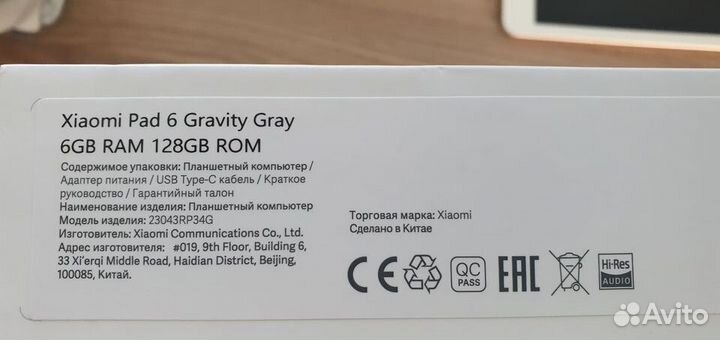 Xiaomi Pad 6 Gravity Gray
6GB RAM 128GB ROM
Содержимое упаковки: Планшетный компьютер /
Адаптер питания / USB Type-C кабель / Краткое
руководство / Гарантийный талон
Наименование изделия: Планшетный компьютер
Модель изделия: 23043RP34G
Изготовитель: Xiaomi Communications Co., Ltd.
Адрес изготовителя: #019, 9th Floor, Building 6,
33 Xi'erqi Middle Road, Haidian District, Beijing,
100085, Китай.
Торговая марка: Xiaomi
Сделано в Китае
CE
QC
PASS
EAC
Hi-Res
AUDIO
Avito